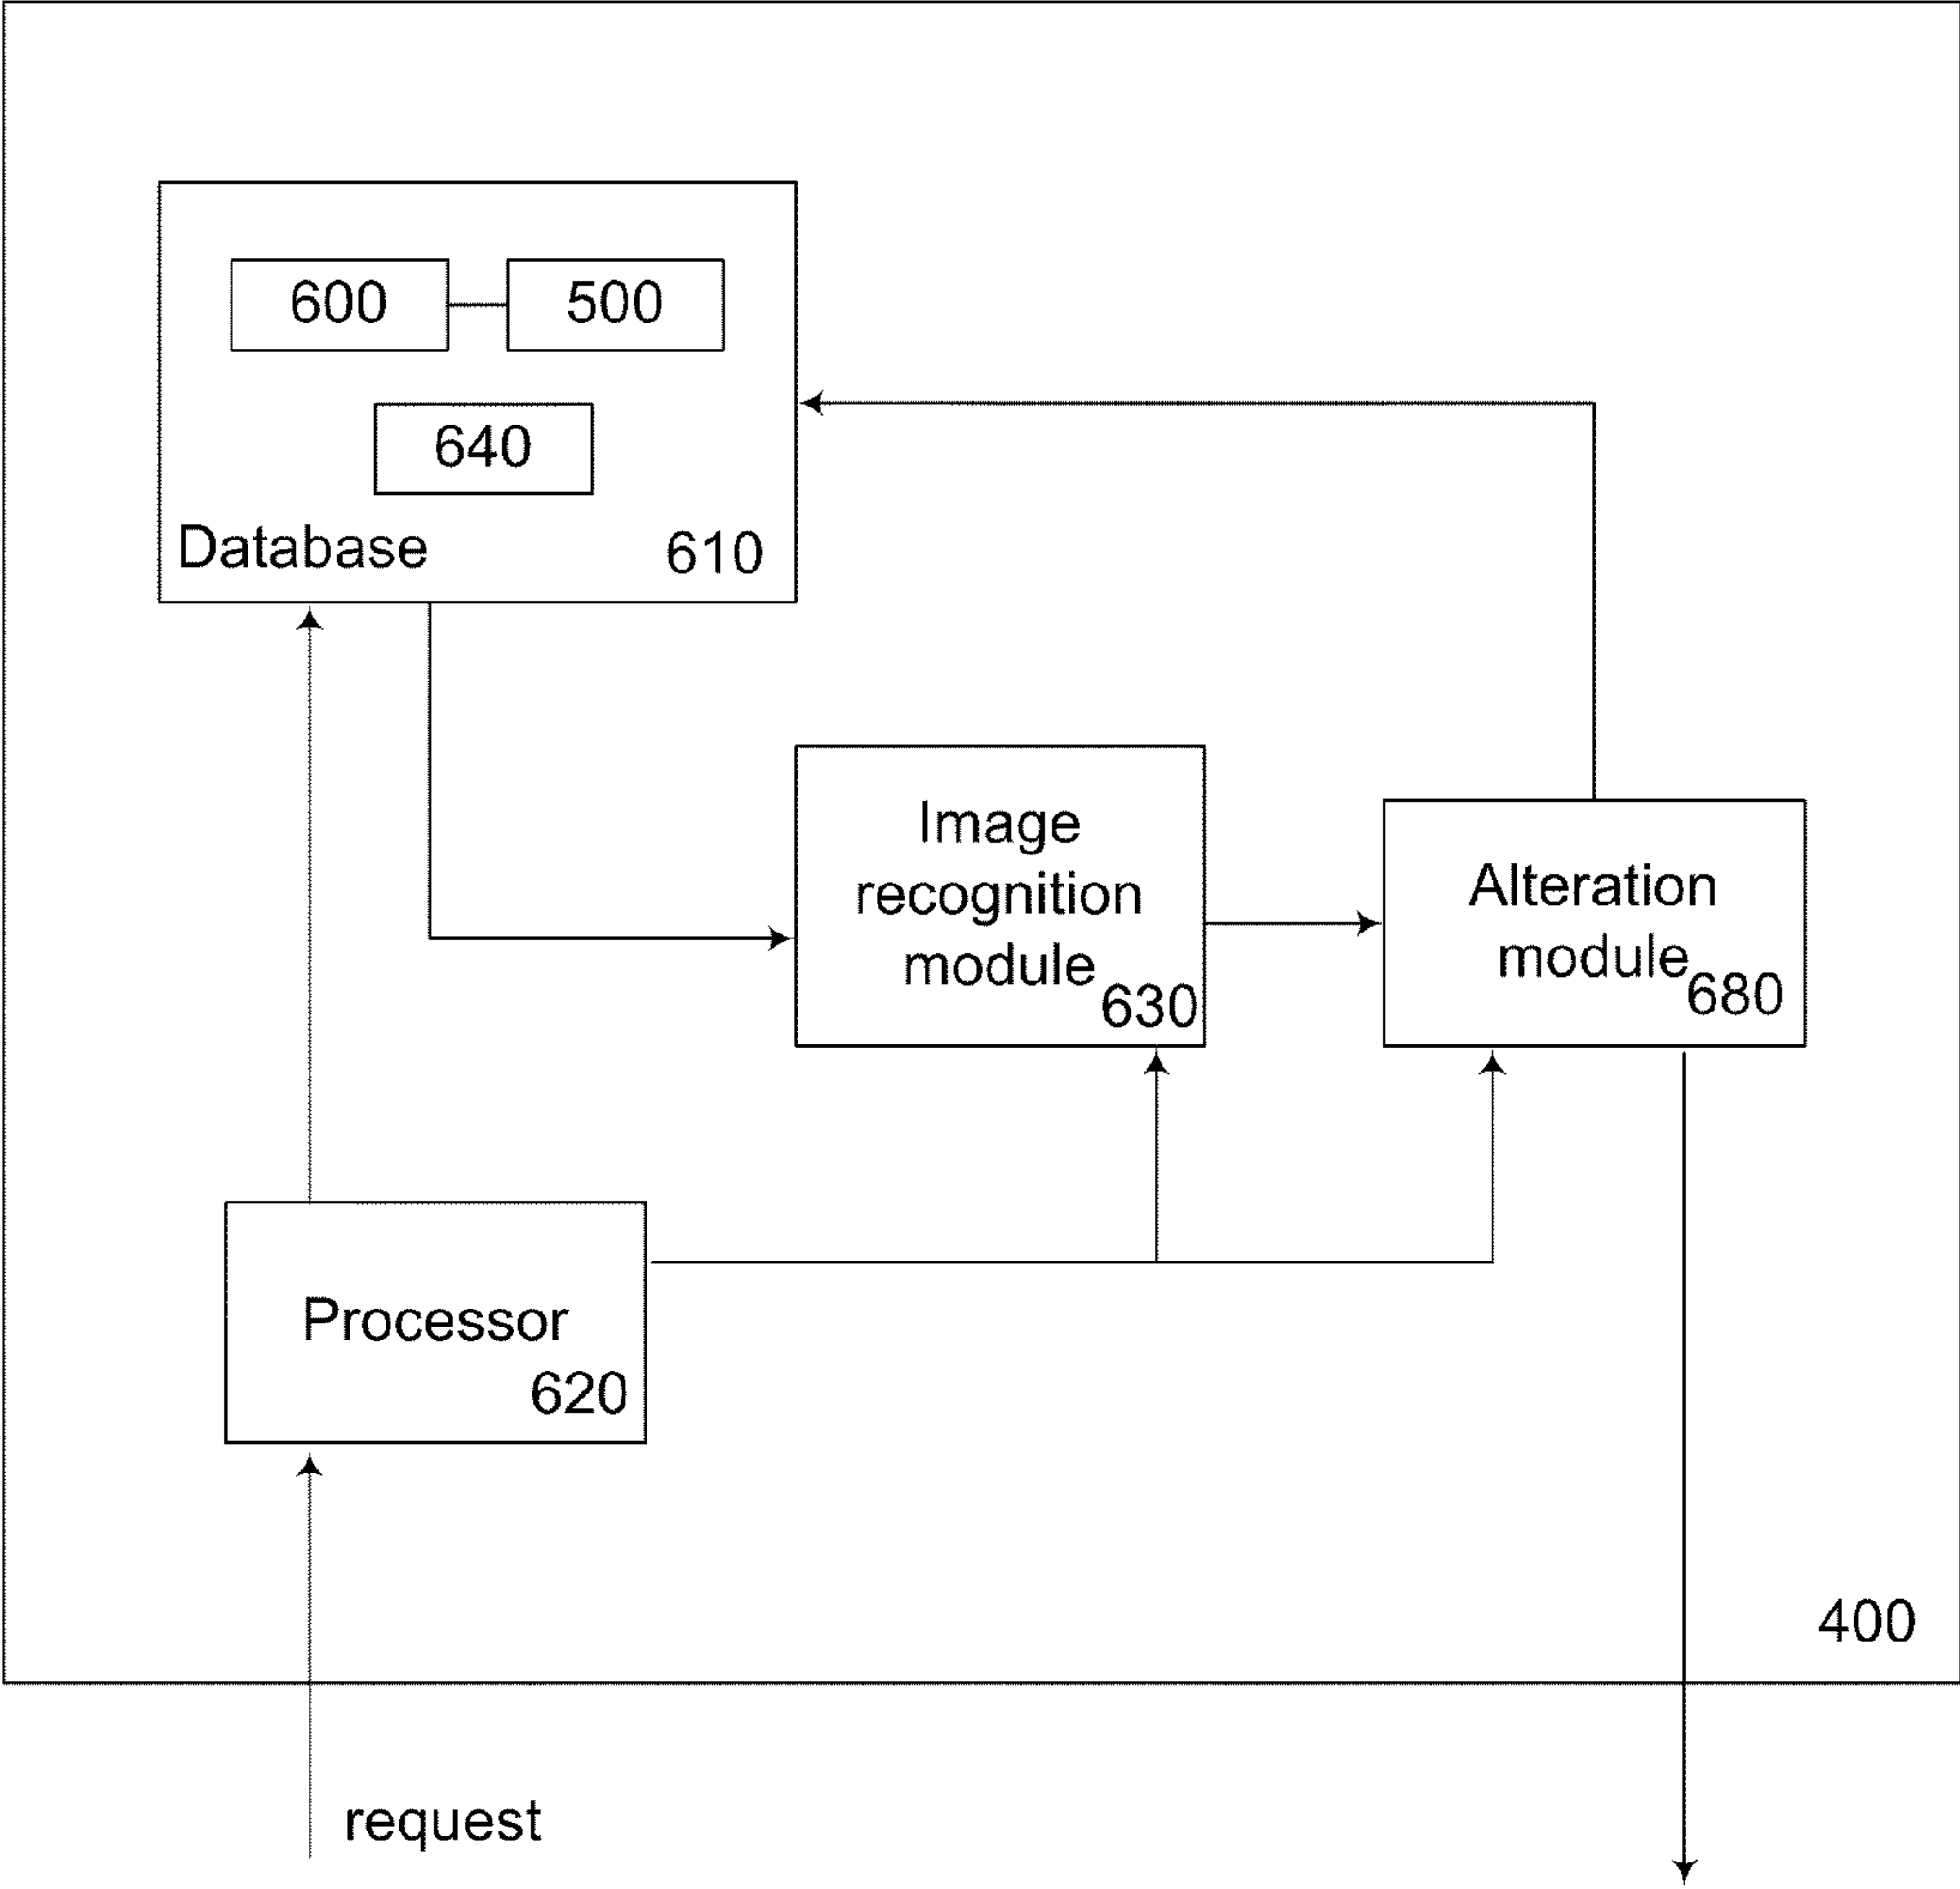 600
500
640
Database
610
Image
recognition
module
630
Alteration
module
680
Processor
620
400
request